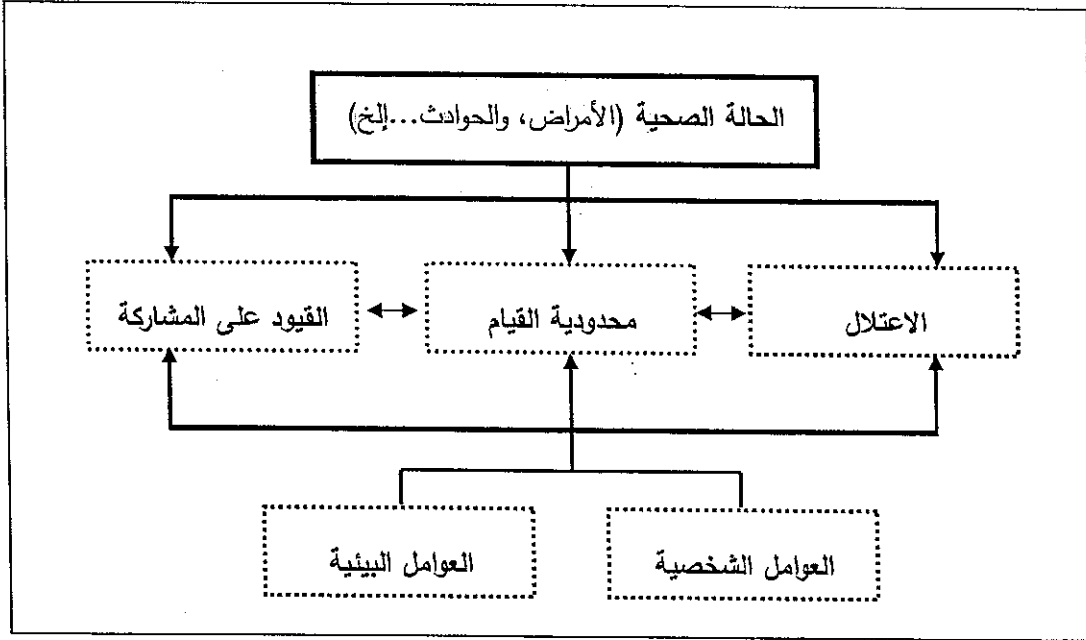 الحالة الصحية (الأمراض، والحوادث...إلخ)
الاعتلال
محدودية القيام
القيود على المشاركة
العوامل الشخصية
العوامل البيئية